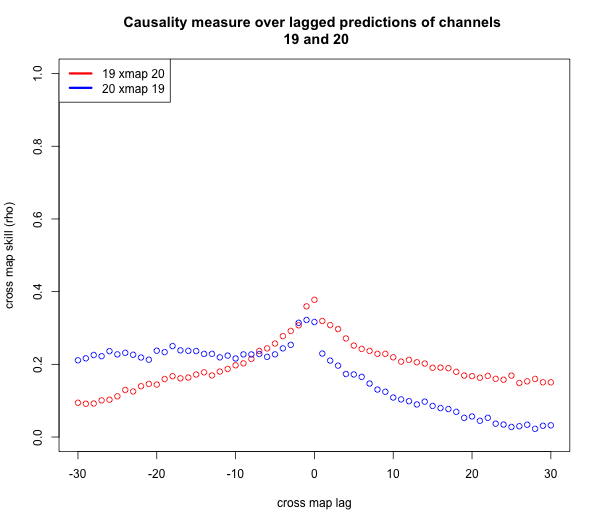 Causality measure over lagged predictions of channels
19 and 20
19 xmap 20
20 xmap 19
1.0
0.8
0.6
0.4
0.2
0.0
cross map skill (rho)
-30
-20
-10
0
10
20
30
cross map lag